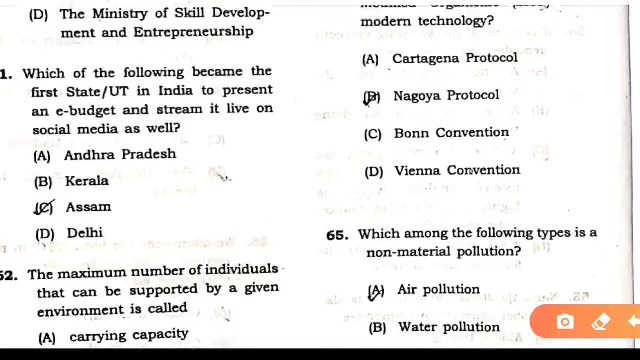 (D) The Ministry of Skill Develop-
ment and Entrepreneurship
1. Which of the following became the
first State/UT in India to present
an e-budget and stream it live on
social media as well?
(A) Andhra Pradesh
(B) Kerala
(C) Assam
(D) Delhi
52. The maximum number of individuals
that can be supported by a given
environment is called
(A) carrying capacity
modern technology?
(A) Cartagena Protocol
(B) Nagoya Protocol
(C) Bonn Convention
(D) Vienna Convention
65. Which among the following types is a
non-material pollution?
(A) Air pollution
(B) Water pollution